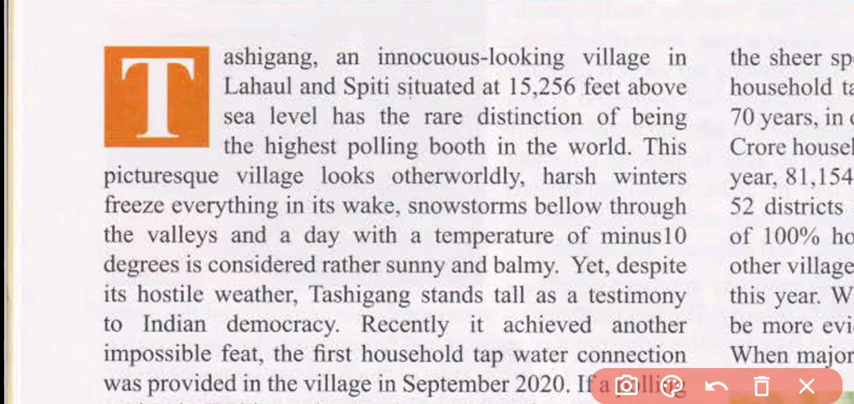 Tashigang, an innocuous-looking village in
Lahaul and Spiti situated at 15,256 feet above
sea level has the rare distinction of being
the highest polling booth in the world. This
picturesque village looks otherworldly, harsh winters
freeze everything in its wake, snowstorms bellow through
the valleys and a day with a temperature of minus10
degrees is considered rather sunny and balmy. Yet, despite
its hostile weather, Tashigang stands tall as a testimony
to Indian democracy. Recently it achieved another
impossible feat, the first household tap water connection
was provided in the village in September 2020. If a polling
the sheer
household
70 years, in
Crore
year, 81,154
52 districts
of 100%
other village
this year.
be more
When major